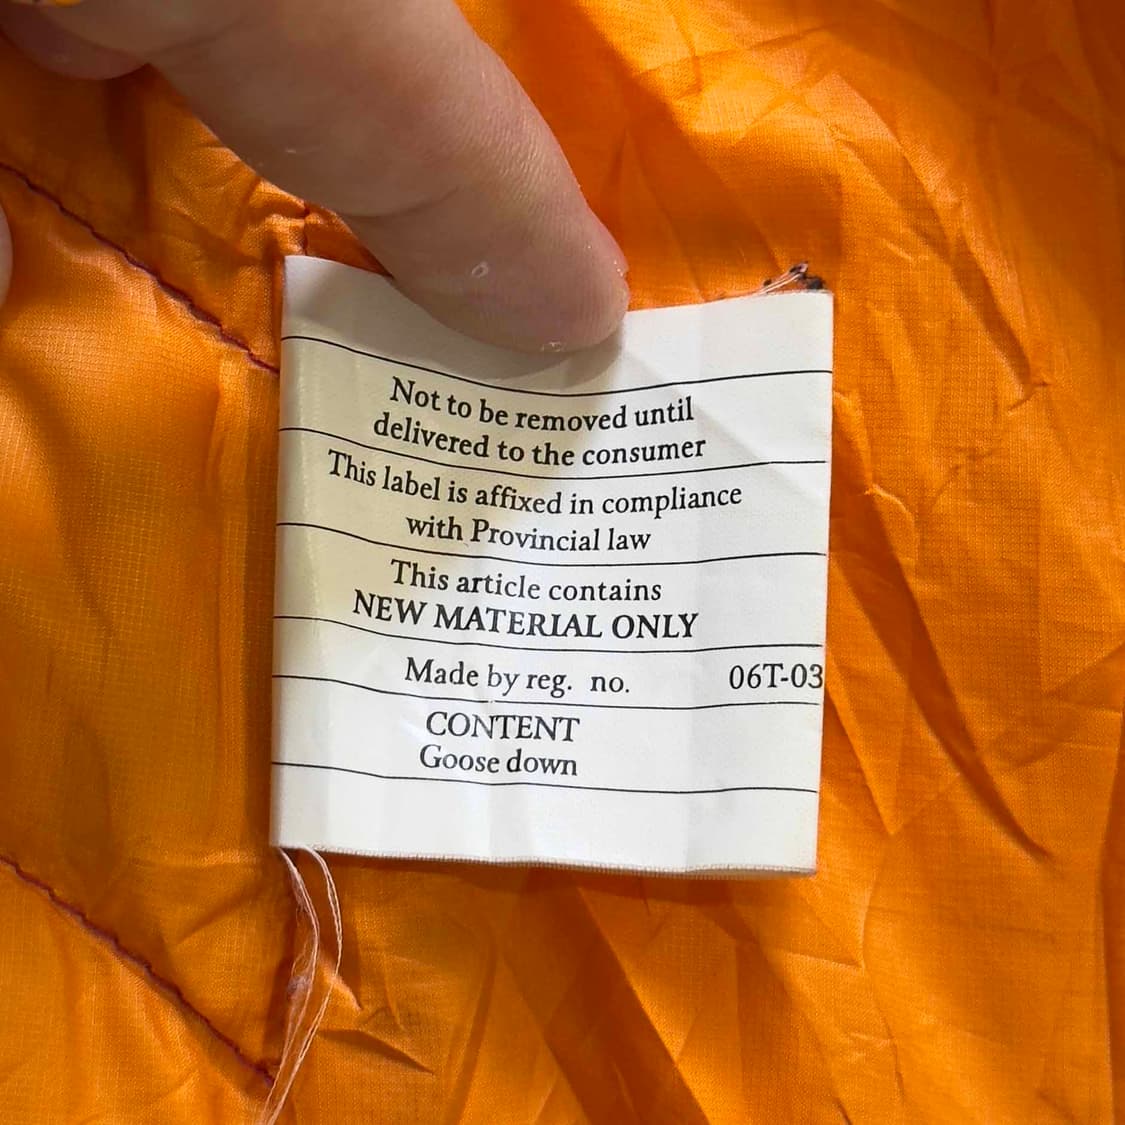 Not to be removed until
delivered to the consumer
This label is affixed in compliance
with Provincial law
This article contains
NEW MATERIAL ONLY
Made by reg. no. 06T-03
CONTENT
Goose down